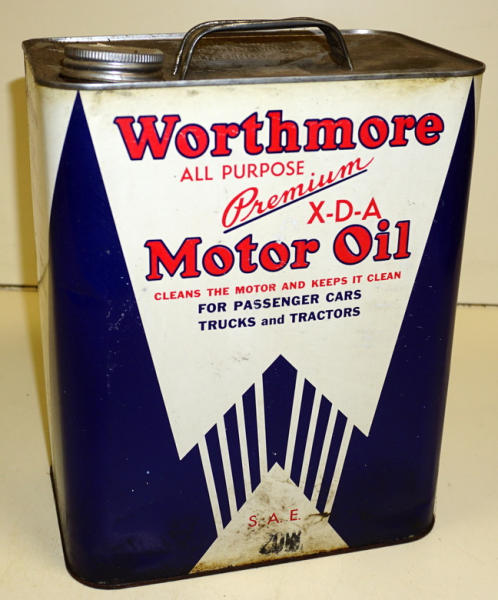 Worthmore
ALL PURPOSE
Premium
X-D-A
Motor Oil
CLEANS THE MOTOR AND KEEPS IT CLEAN
FOR PASSENGER CARS
TRUCKS and TRACTORS
S. A. E.